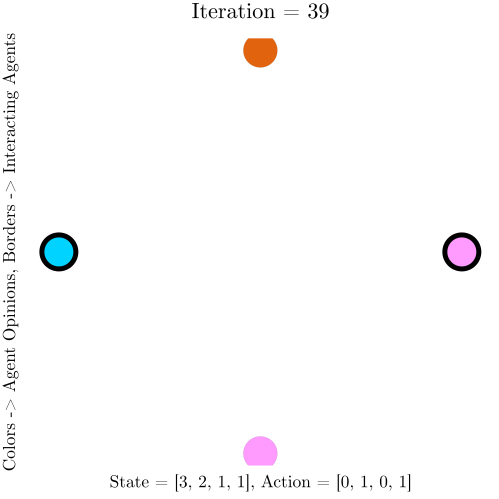 Iteration = 39
Colors -> Agent Opinions, Borders -> Interacting Agents
State = [3, 2, 1, 1], Action = [0, 1, 0, 1]